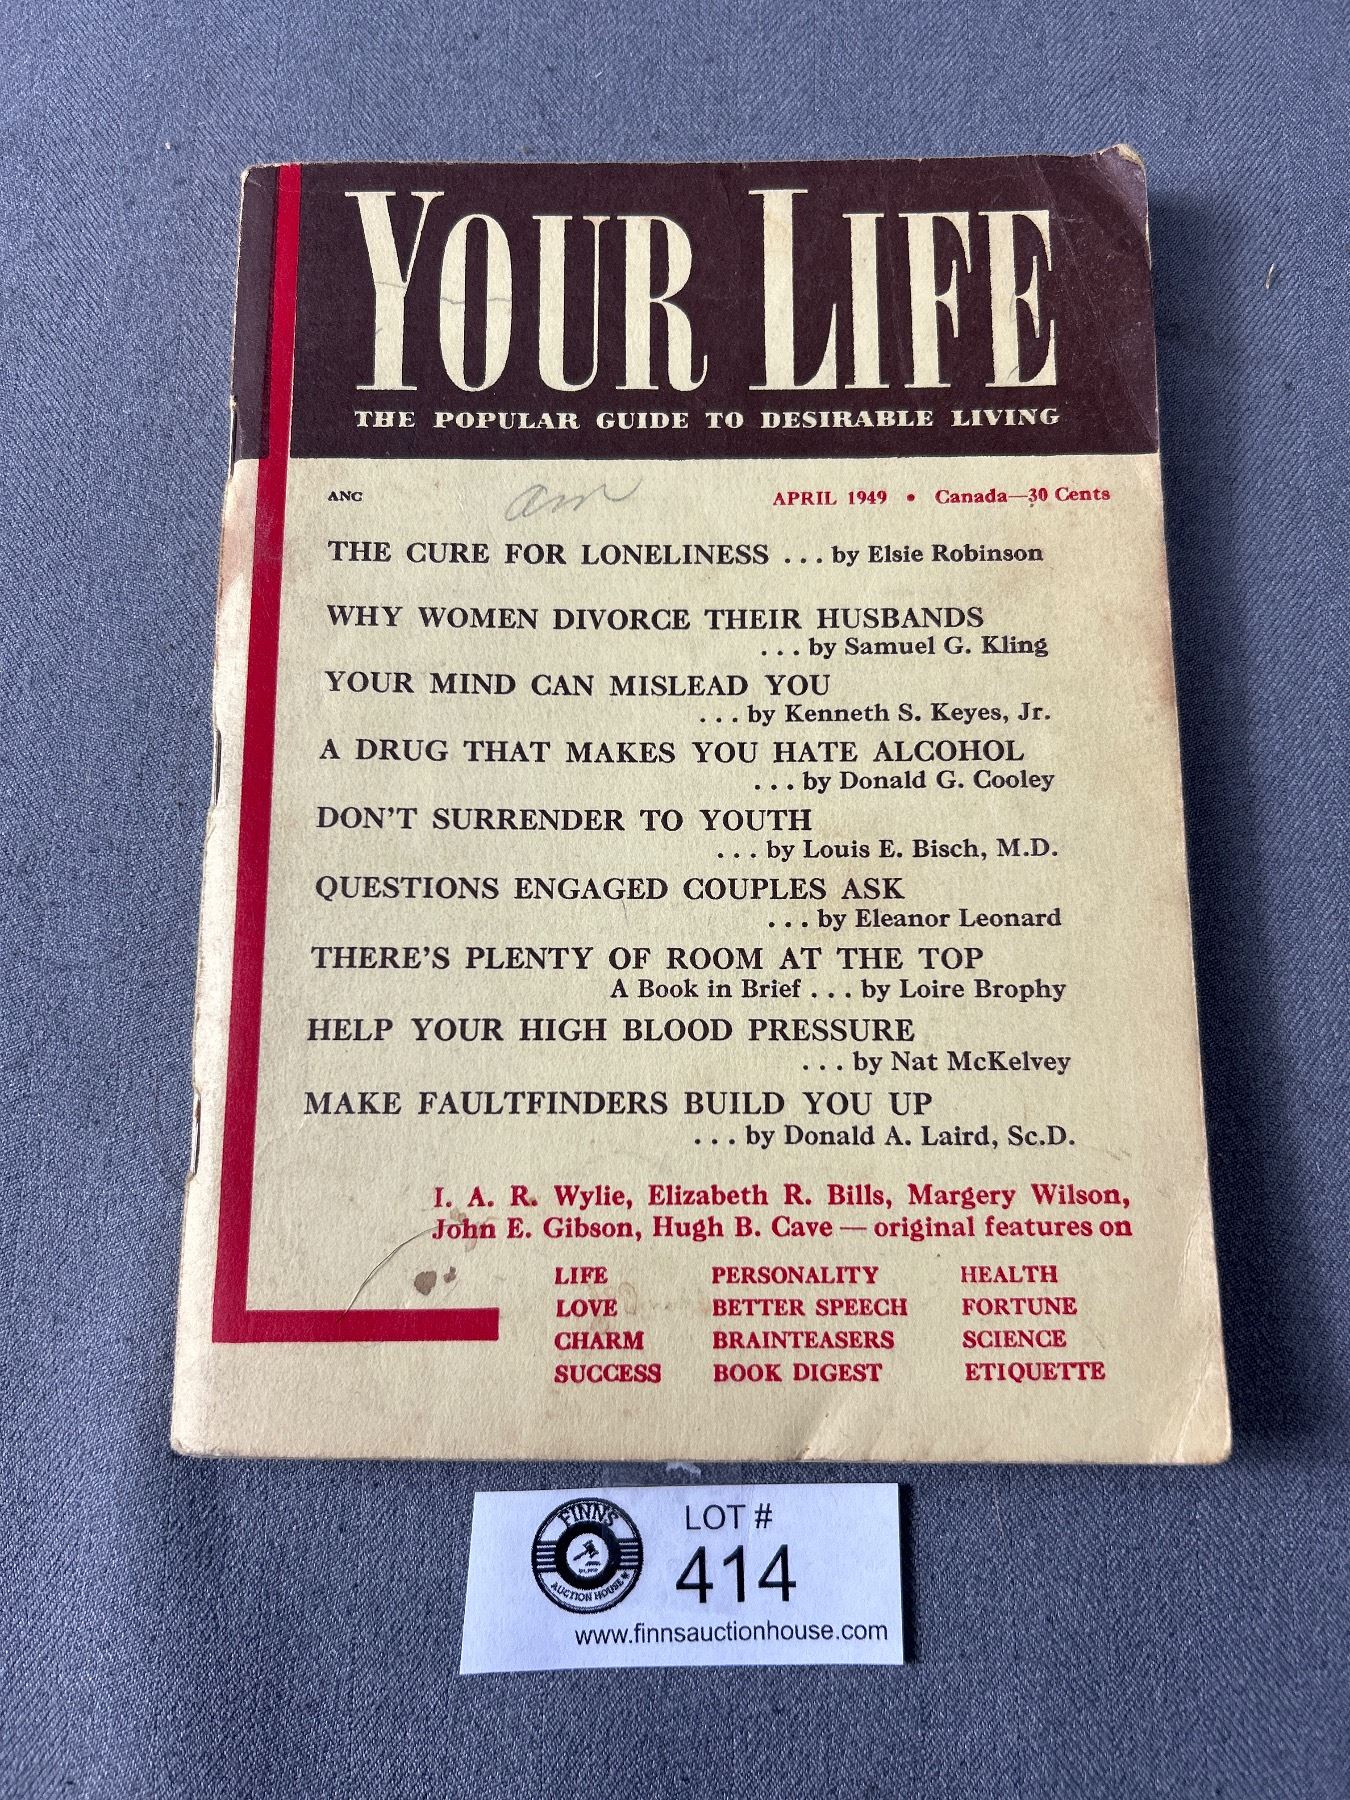 YOUR LIFE
THE POPULAR GUIDE TO DESIRABLE LIVING
ANC
APRIL 1949 • Canada—30 Cents
THE CURE FOR LONELINESS ... by Elsie Robinson
WHY WOMEN DIVORCE THEIR HUSBANDS
... by Samuel G. Kling
YOUR MIND CAN MISLEAD YOU
... by Kenneth S. Keyes, Jr.
A DRUG THAT MAKES YOU HATE ALCOHOL
... by Donald G. Cooley
DON'T SURRENDER TO YOUTH
... by Louis E. Bisch, M.D.
QUESTIONS ENGAGED COUPLES ASK
... by Eleanor Leonard
THERE'S PLENTY OF ROOM AT THE TOP
A Book in Brief ... by Loire Brophy
HELP YOUR HIGH BLOOD PRESSURE
... by Nat McKelvey
MAKE FAULTFINDERS BUILD YOU UP
... by Donald A. Laird, Sc.D.
I. A. R. Wylie, Elizabeth R. Bills, Margery Wilson,
John E. Gibson, Hugh B. Cave — original features on
LIFE PERSONALITY HEALTH
LOVE BETTER SPEECH FORTUNE
CHARM BRAINTEASERS SCIENCE
SUCCESS BOOK DIGEST ETIQUETTE
FINNS
AUCTION HOUSE
LOT #
414
www.finnsauctionhouse.com